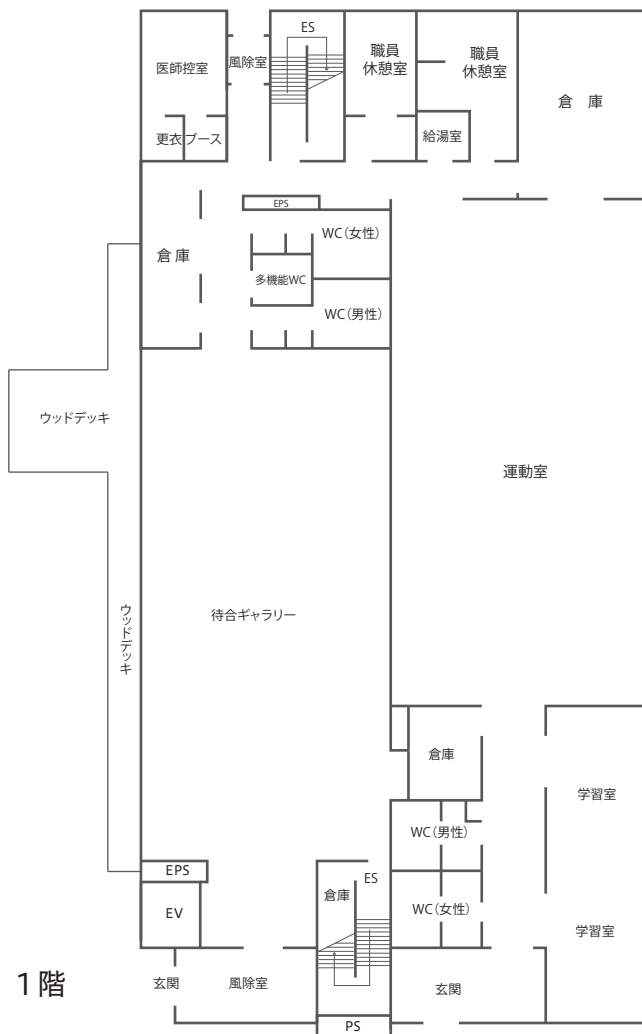 ES
医師控室
風除室
職員
休憩室
職員
休憩室
倉　庫
更衣ブース
給湯室
EPS
WC（女性）
倉 庫
多機能WC
WC（男性）
ウッドデッキ
運動室
待合ギャラリー
ウッドデッキ
倉庫
学習室
WC（男性）
EPS
ES
倉庫
EV
WC（女性）
学習室
1階
玄関
風除室
玄関
PS